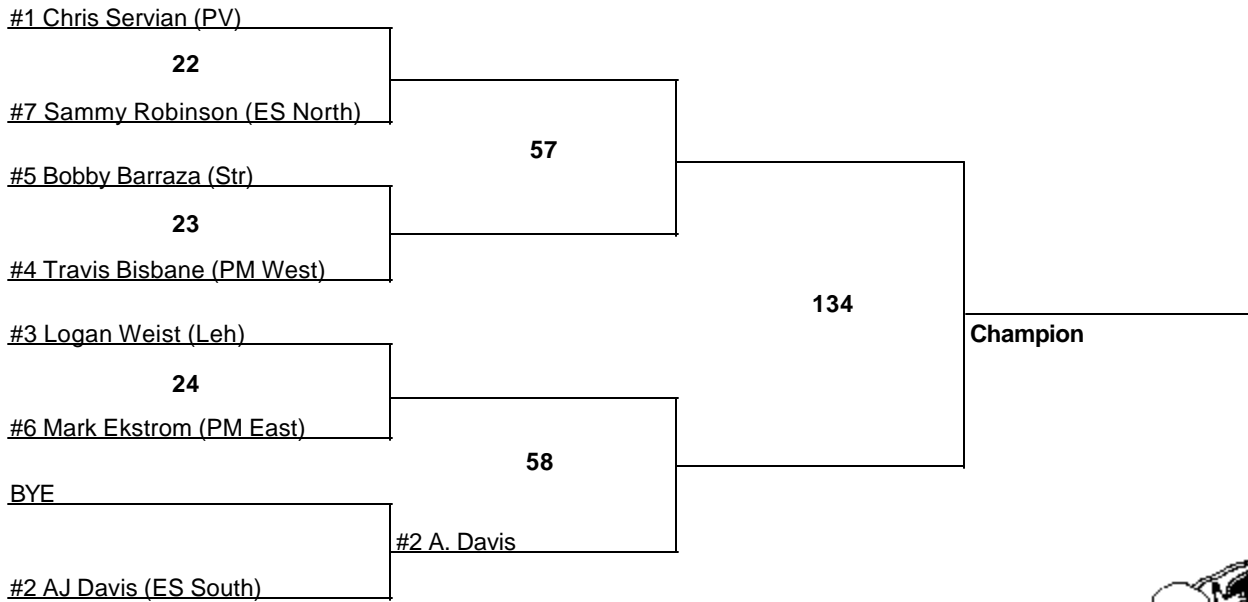 #1 Chris Servian (PV)
22
#7 Sammy Robinson (ES North)
57
#5 Bobby Barraza (Str)
23
#4 Travis Bisbane (PM West)
134
#3 Logan Weist (Leh)
Champion
24
#6 Mark Ekstrom (PM East)
58
BYE
#2 A. Davis
#2 AJ Davis (ES South)